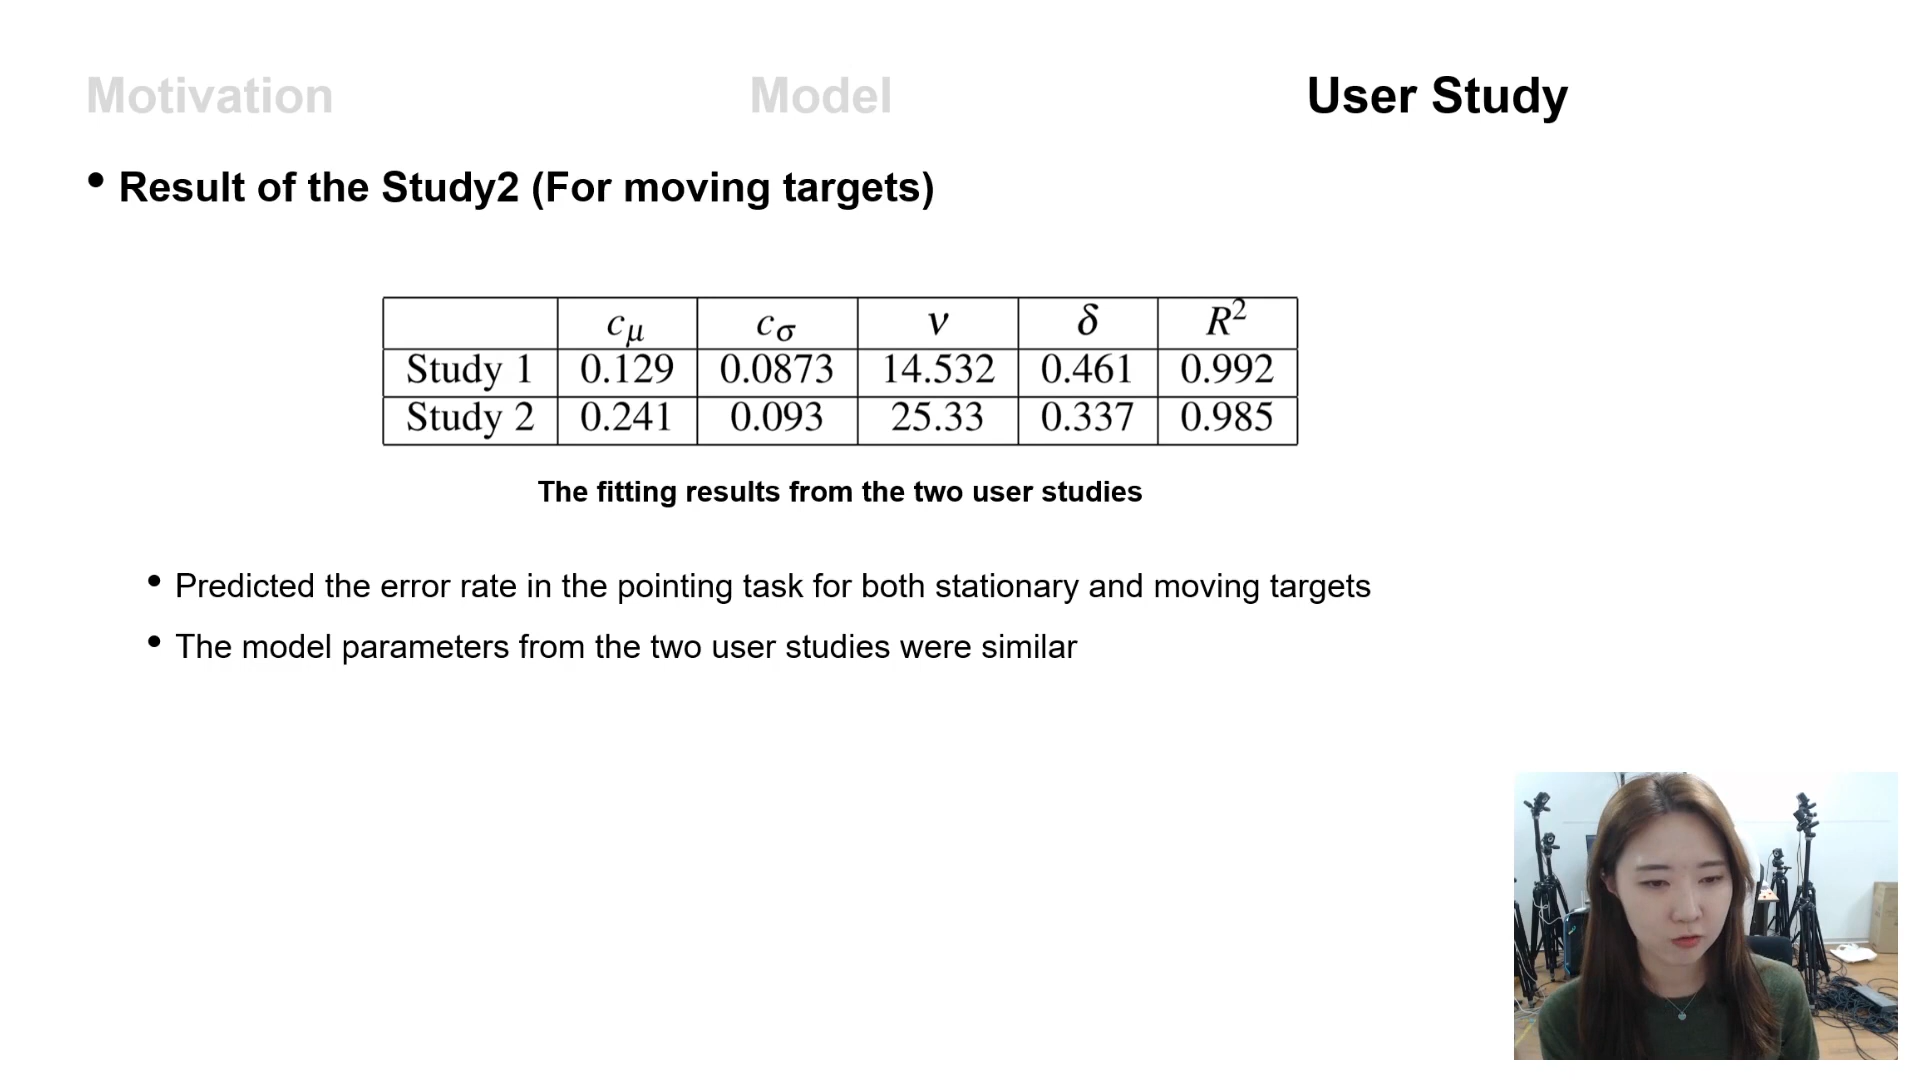 Motivation Model User Study
• Result of the Study2 (For moving targets)
cμ cσ ν δ R²
Study 1 0.129 0.0873 14.532 0.461 0.992
Study 2 0.241 0.093 25.33 0.337 0.985
The fitting results from the two user studies
• Predicted the error rate in the pointing task for both stationary and moving targets
• The model parameters from the two user studies were similar